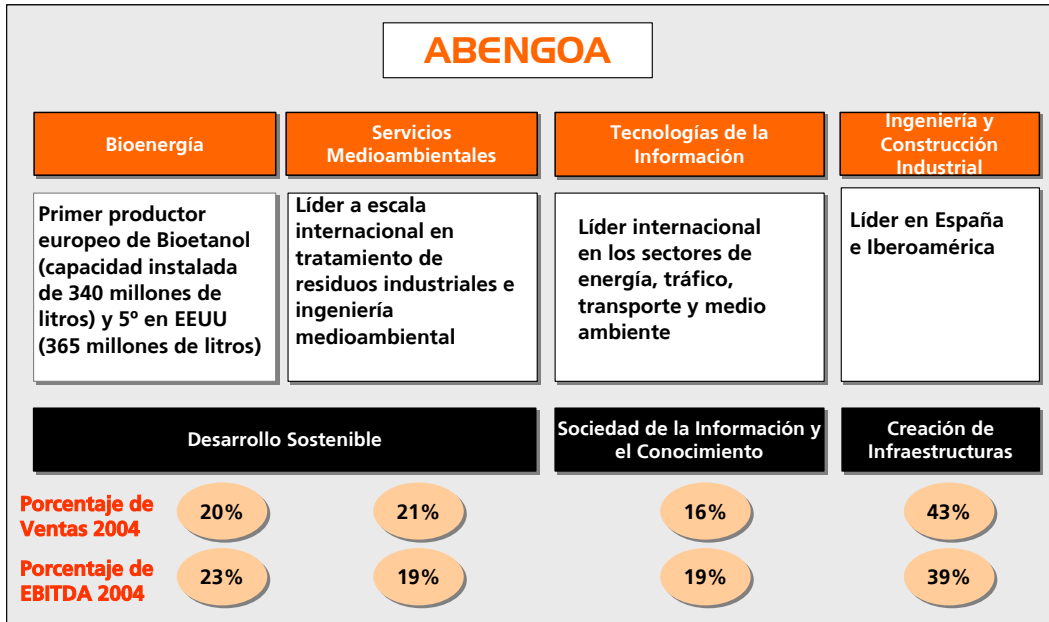 ABENGOA
Bioenergía
Servicios
Medioambientales
Tecnologías de la
Información
Ingeniería y
Construcción
Industrial
Primer productor
europeo de Bioetanol
(capacidad instalada
de 340 millones de
litros) y 5º en EEUU
(365 millones de litros)
Líder a escala
internacional en
tratamiento de
residuos industriales e
ingeniería
medioambiental
Líder internacional
en los sectores de
energía, tráfico,
transporte y medio
ambiente
Líder en España
e Iberoamérica
Desarrollo Sostenible
Sociedad de la Información y
el Conocimiento
Creación de
Infraestructuras
Porcentaje de
Ventas 2004
20%
21%
16%
43%
Porcentaje de
EBITDA 2004
23%
19%
19%
39%